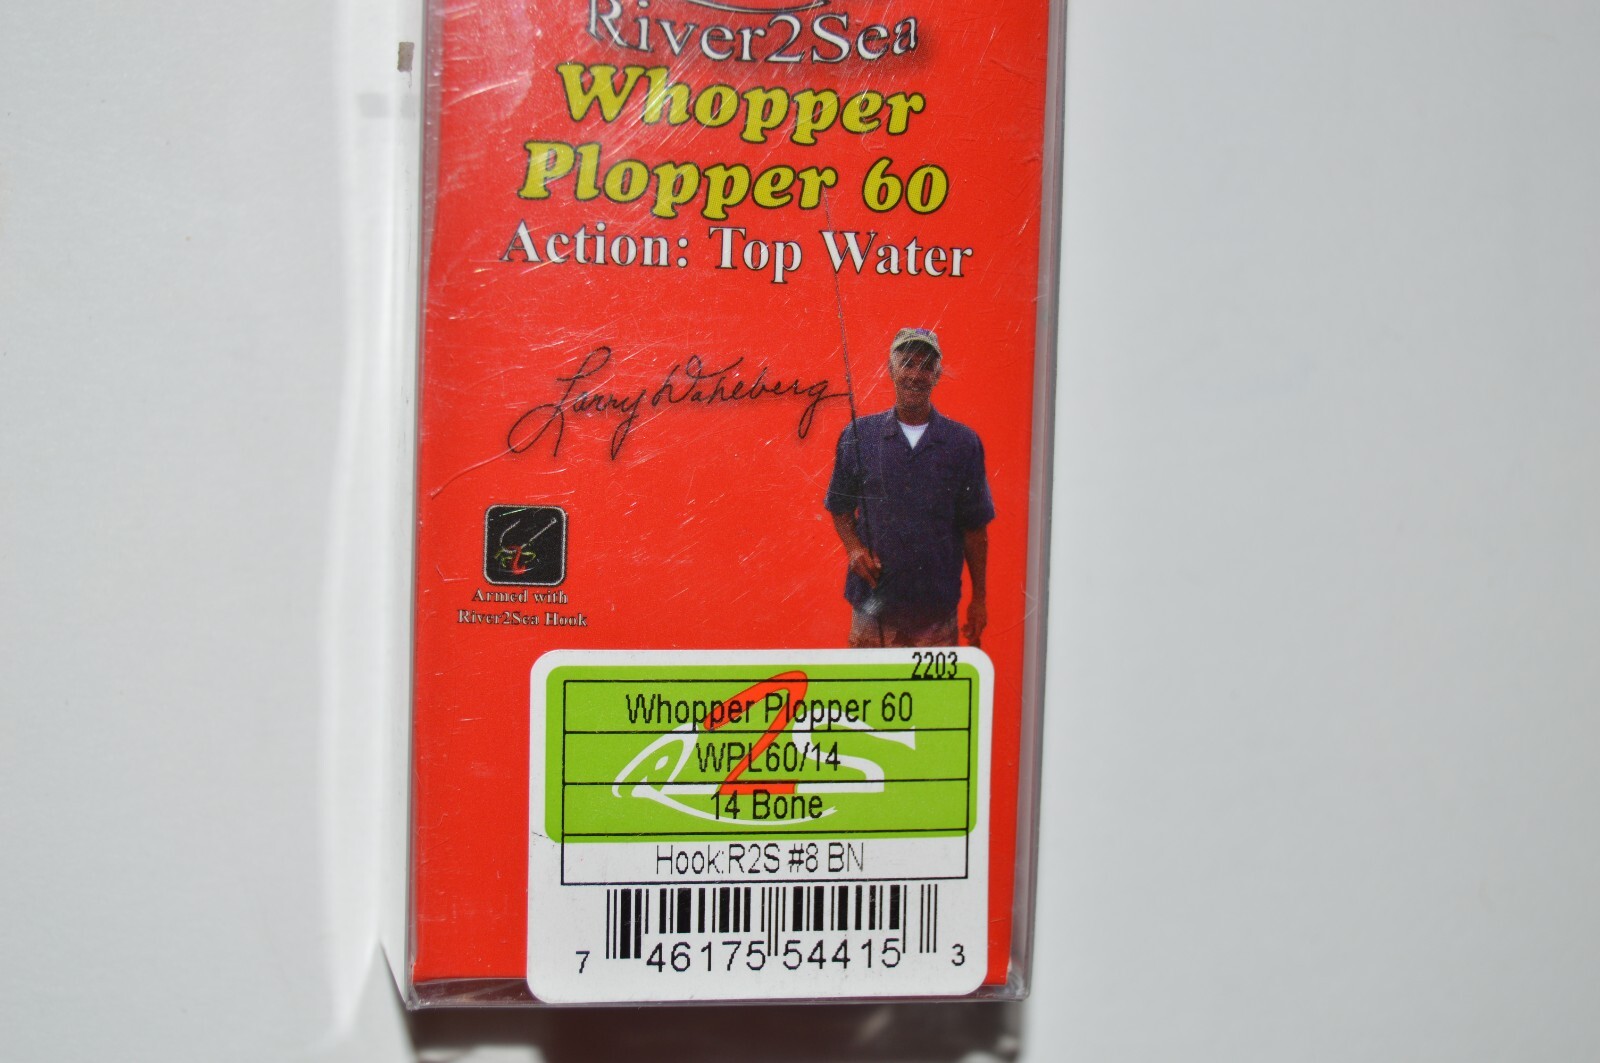 River2Sea
Whopper
Plopper 60
Action: Top Water
Larry Dahlberg
Armed with
River2Sea Hook
2203
Whopper Plopper 60
WPL60/14
14 Bone
Hook:R2S #8 BN
7 46175 54415 3